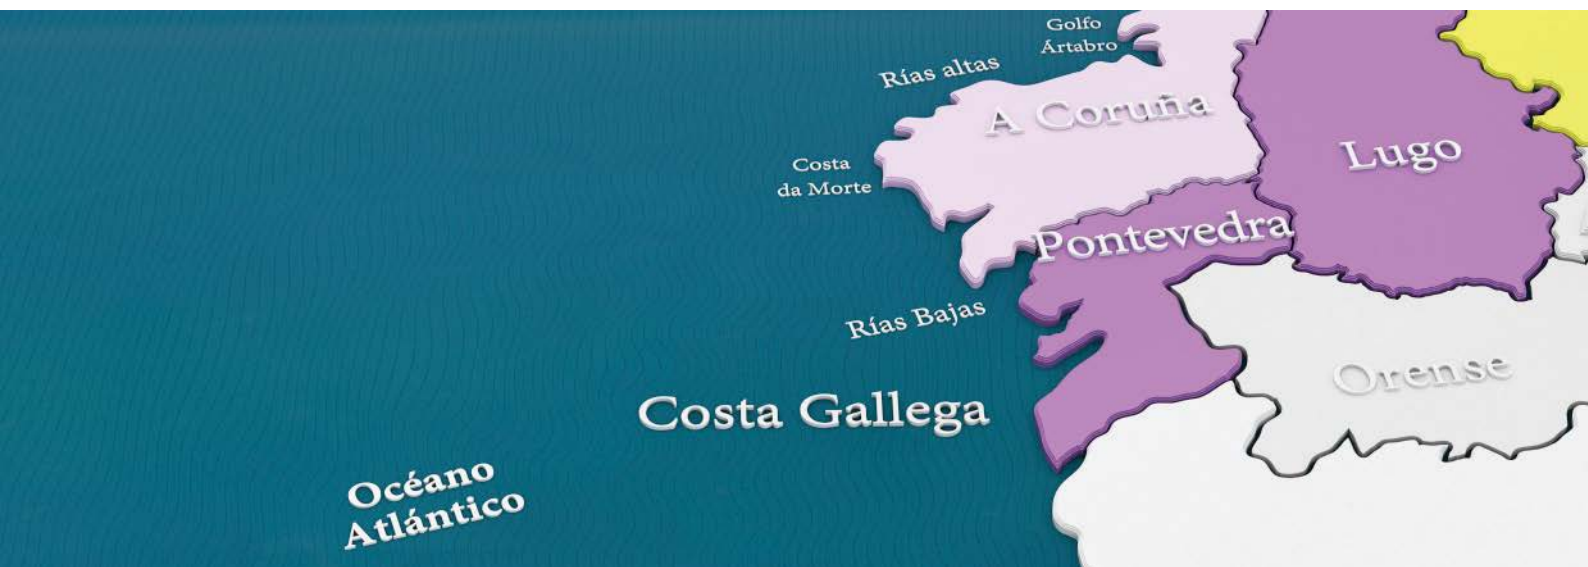 Golfo
Ártabro
Rías altas
A Coruña
Lugo
Costa
da Morte
Pontevedra
Rías Bajas
Orense
Costa Gallega
Océano
Atlántico